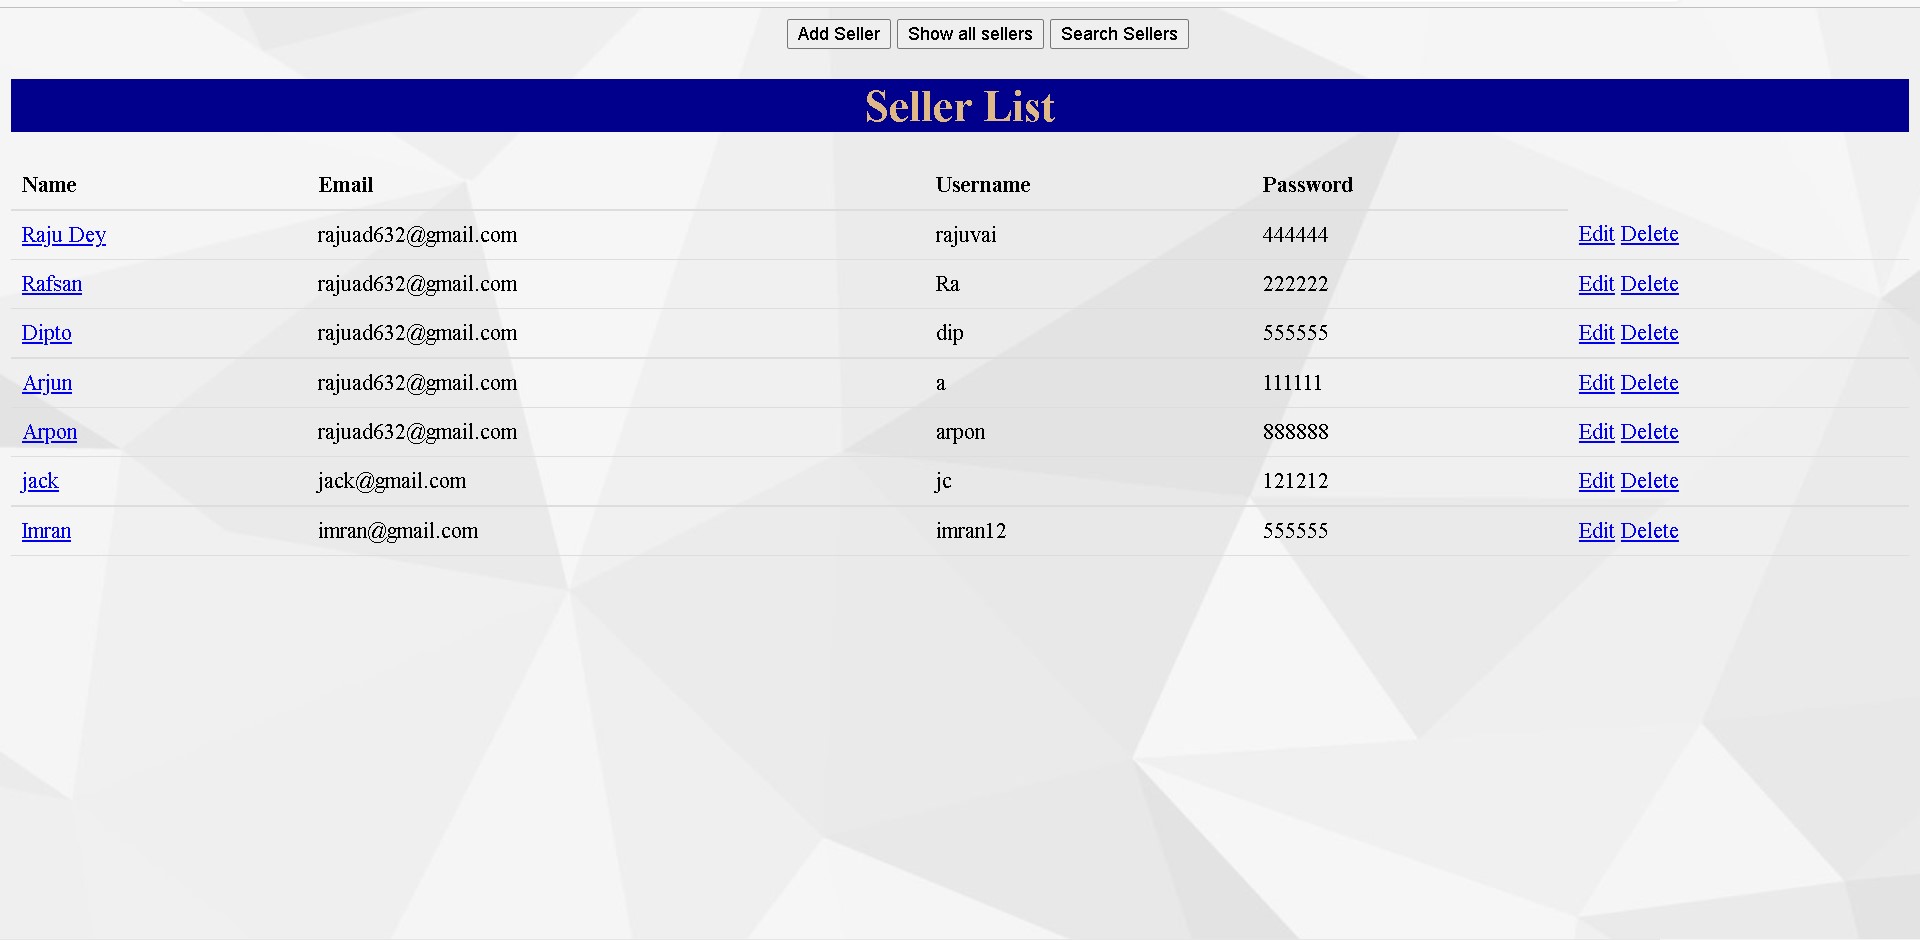 Add Seller Show all sellers Search Sellers
Seller List
Name Email Username Password
Raju Dey rajuad632@gmail.com rajuvai 444444 Edit Delete
Rafsan rajuad632@gmail.com Ra 222222 Edit Delete
Dipto rajuad632@gmail.com dip 555555 Edit Delete
Arjun rajuad632@gmail.com a 111111 Edit Delete
Arpon rajuad632@gmail.com arpon 888888 Edit Delete
jack jack@gmail.com jc 121212 Edit Delete
Imran imran@gmail.com imran12 555555 Edit Delete